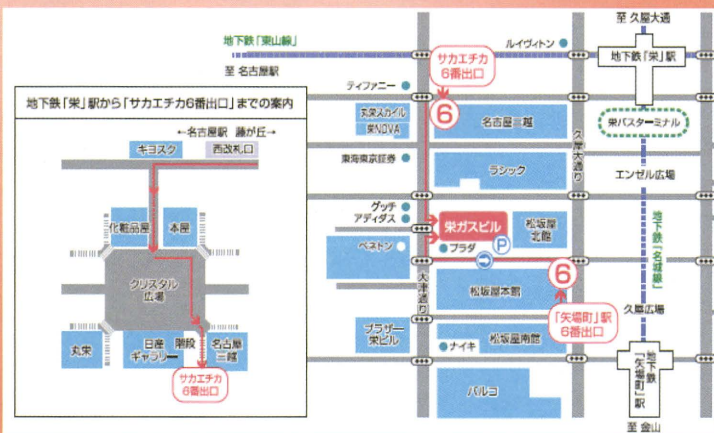 至 久屋大通
地下鉄「東山線」
ルイヴィトン
地下鉄「栄」駅
至 名古屋駅
サカエチカ
6番出口
ティファニー
6
地下鉄「栄」駅から「サカエチカ6番出口」までの案内
←名古屋駅 藤が丘→
キヨスク
西改札口
化粧品屋
本屋
クリスタル
広場
丸栄
日産
ギャラリー
階段
名古屋
三越
サカエチカ
6番出口
丸栄スカイル
栄NOVA
名古屋三越
久屋大通り
栄バスターミナル
東海東京証券
ラシック
エンゼル広場
グッチ
アディダス
栄ガスビル
松坂屋
北館
地下鉄「名城線」
ベストン
プラダ
P
大津通り
松坂屋本館
6
「矢場町」駅
6番出口
久屋広場
ブラザー
栄ビル
ナイキ
松坂屋南館
地下鉄
「矢場町」駅
パルコ
至 金山